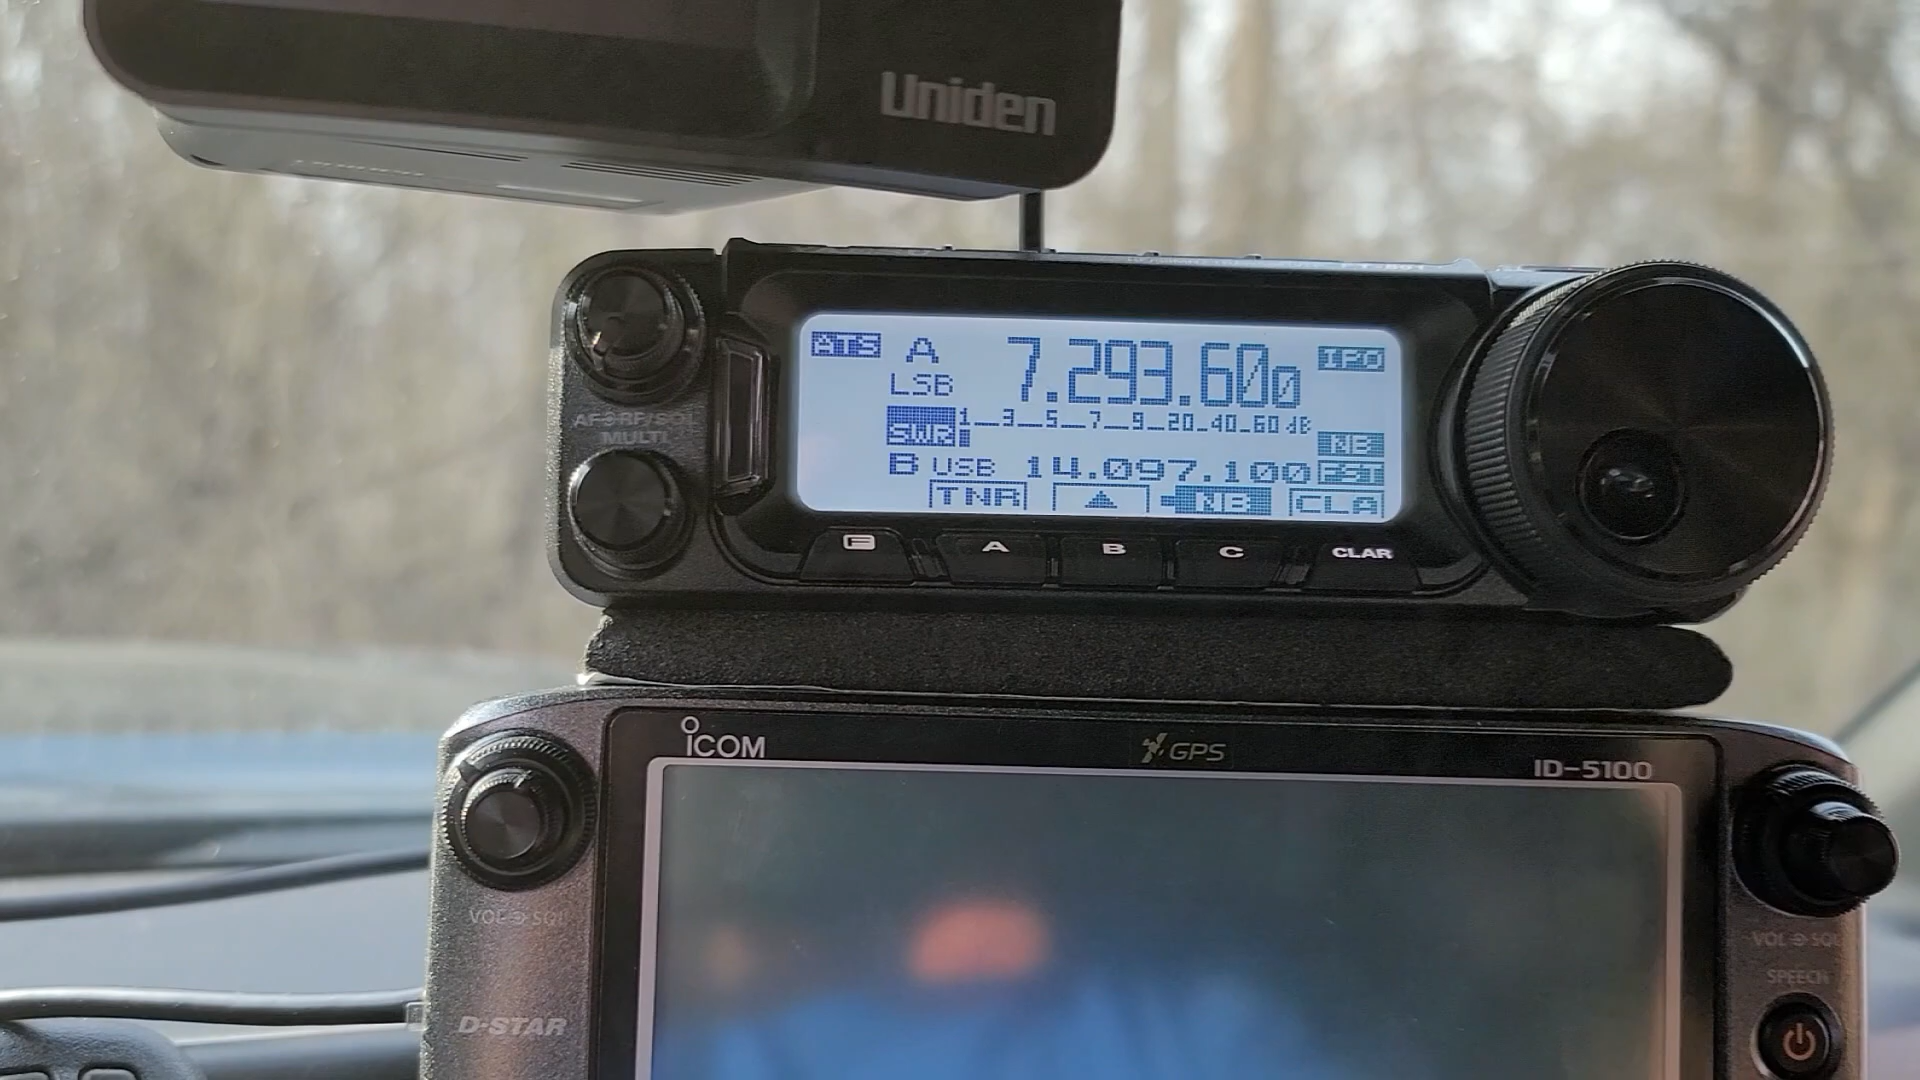 Uniden
ATS A 7.293.600 IPO
LSB
1 3 5 7 9 20 40 60 dB
SWR NB
B USB 14.097.100 FST
TNR ▲ NB CLA
AF⊃RF/SQL
MULTI
F A B C CLAR
ICOM GPS ID-5100
VOL SQL
VOL SQL
SPEECH
D-STAR